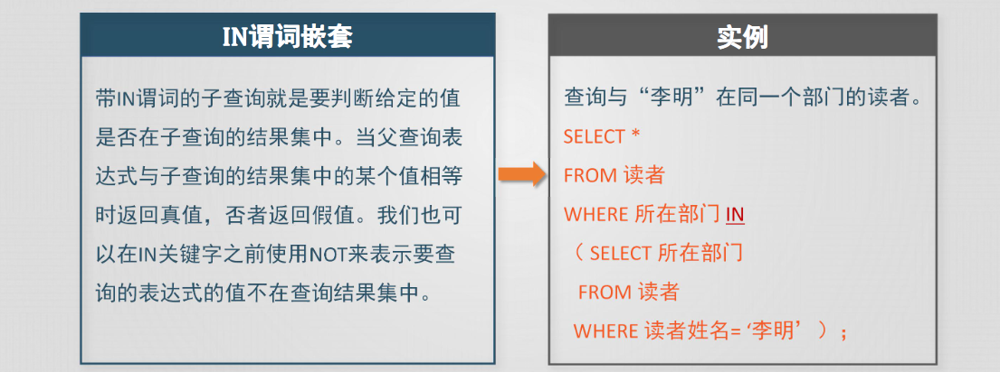 IN谓词嵌套
带IN谓词的子查询就是要判断给定的值
是否在子查询的结果集中。当父查询表
达式与子查询的结果集中的某个值相等
时返回真值，否者返回假值。我们也可
以在IN关键字之前使用NOT来表示要查
询的表达式的值不在查询结果集中。
实例
查询与“李明”在同一个部门的读者。
SELECT *
FROM 读者
WHERE 所在部门 IN
（ SELECT 所在部门
FROM 读者
WHERE 读者姓名= ‘李明’ ）；